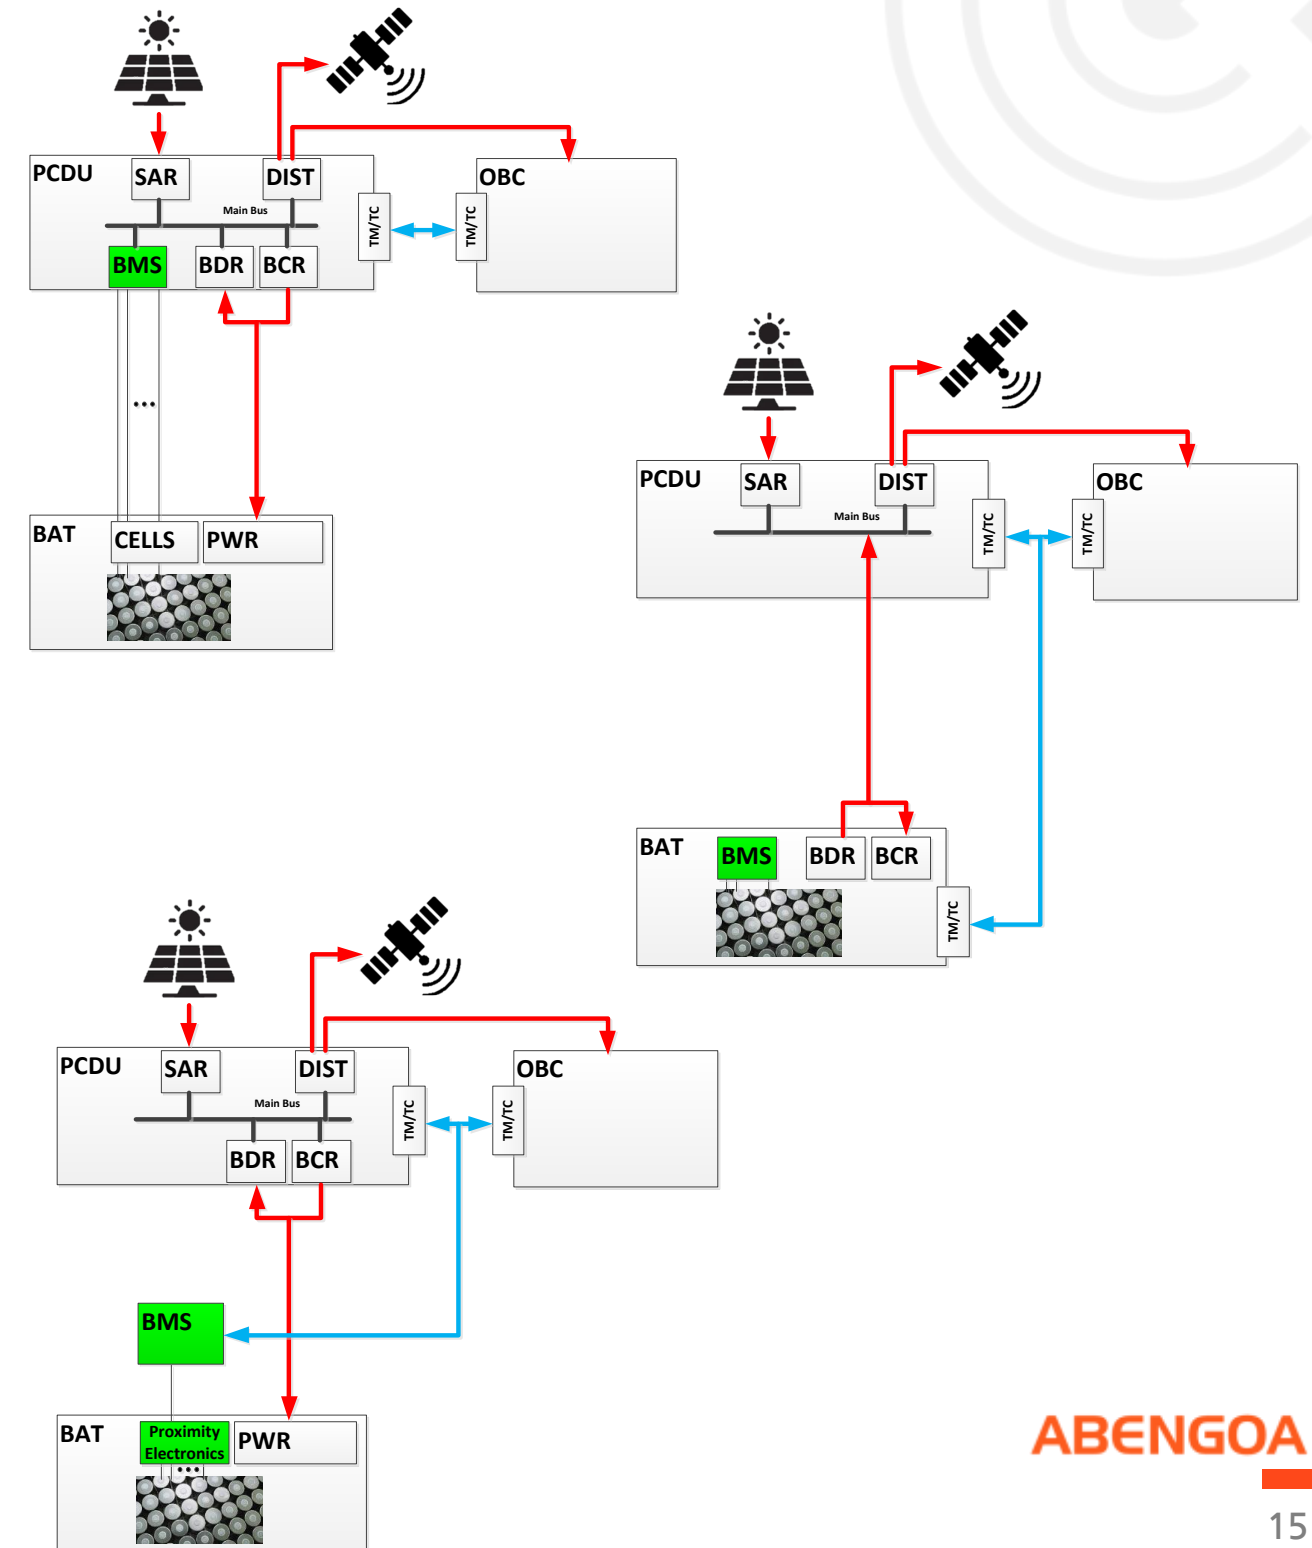 PCDU
SAR
DIST
OBC
Main Bus
TM/TC
TM/TC
BMS
BDR
BCR
...
BAT
CELLS
PWR
PCDU
SAR
DIST
OBC
Main Bus
TM/TC
TM/TC
BAT
BMS
BDR
BCR
TM/TC
PCDU
SAR
DIST
OBC
Main Bus
TM/TC
TM/TC
BDR
BCR
BMS
BAT
Proximity
Electronics
PWR
...
ABENGOA
15